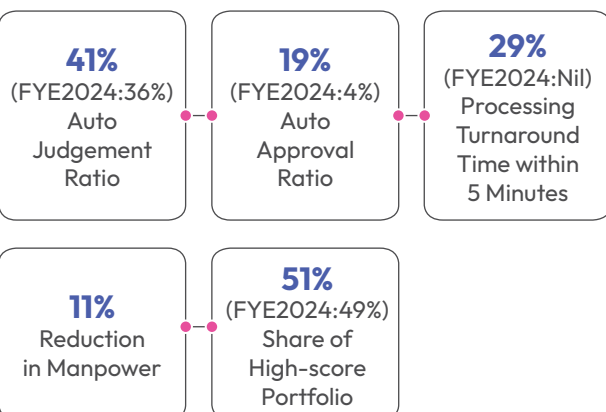 41%
(FYE2024:36%)
Auto
Judgement
Ratio
19%
(FYE2024:4%)
Auto
Approval
Ratio
29%
(FYE2024:Nil)
Processing
Turnaround
Time within
5 Minutes
11%
Reduction
in Manpower
51%
(FYE2024:49%)
Share of
High-score
Portfolio